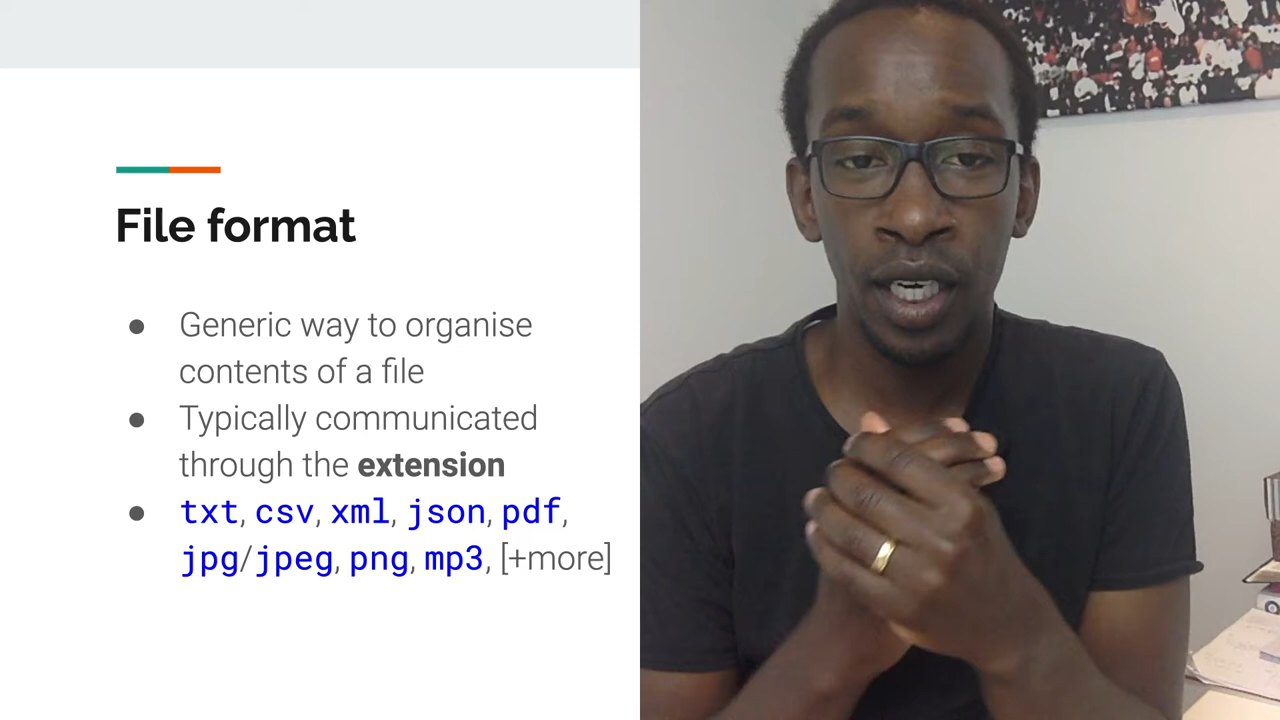 File format
● Generic way to organise
contents of a file
● Typically communicated
through the extension
● txt, csv, xml, json, pdf,
jpg/jpeg, png, mp3, [+more]